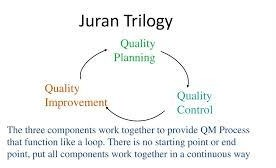 Juran Trilogy
Quality
Planning
Quality
Improvement
Quality
Control
The three components work together to provide QM Process
that function like a loop. There is no starting point or end
point, put all components work together in a continuous way